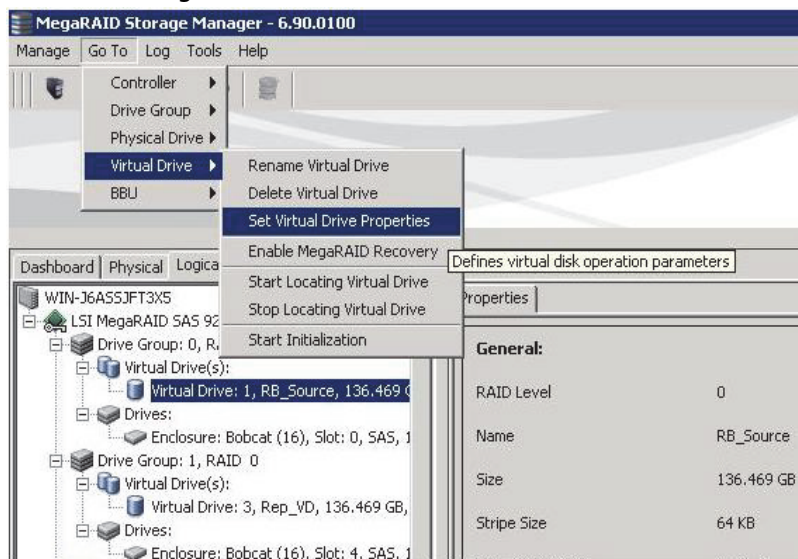 MegaRAID Storage Manager - 6.90.0100
Manage Go To Log Tools Help
Controller
Drive Group
Physical Drive
Virtual Drive
BBU
Rename Virtual Drive
Delete Virtual Drive
Set Virtual Drive Properties
Enable MegaRAID Recovery
Start Locating Virtual Drive
Stop Locating Virtual Drive
Start Initialization
Defines virtual disk operation parameters
Dashboard Physical Logica
WIN-J6ASSJFT3X5
LSI MegaRAID SAS 92
Drive Group: 0, R
Virtual Drive(s):
Virtual Drive: 1, RB_Source, 136.469
Drives:
Enclosure: Bobcat (16), Slot: 0, SAS, 1
Drive Group: 1, RAID 0
Virtual Drive(s):
Virtual Drive: 3, Rep_VD, 136.469 GB,
Drives:
Enclosure: Bobcat (16), Slot: 4, SAS, 1
Properties
General:
RAID Level 0
Name RB_Source
Size 136.469 GB
Stripe Size 64 KB